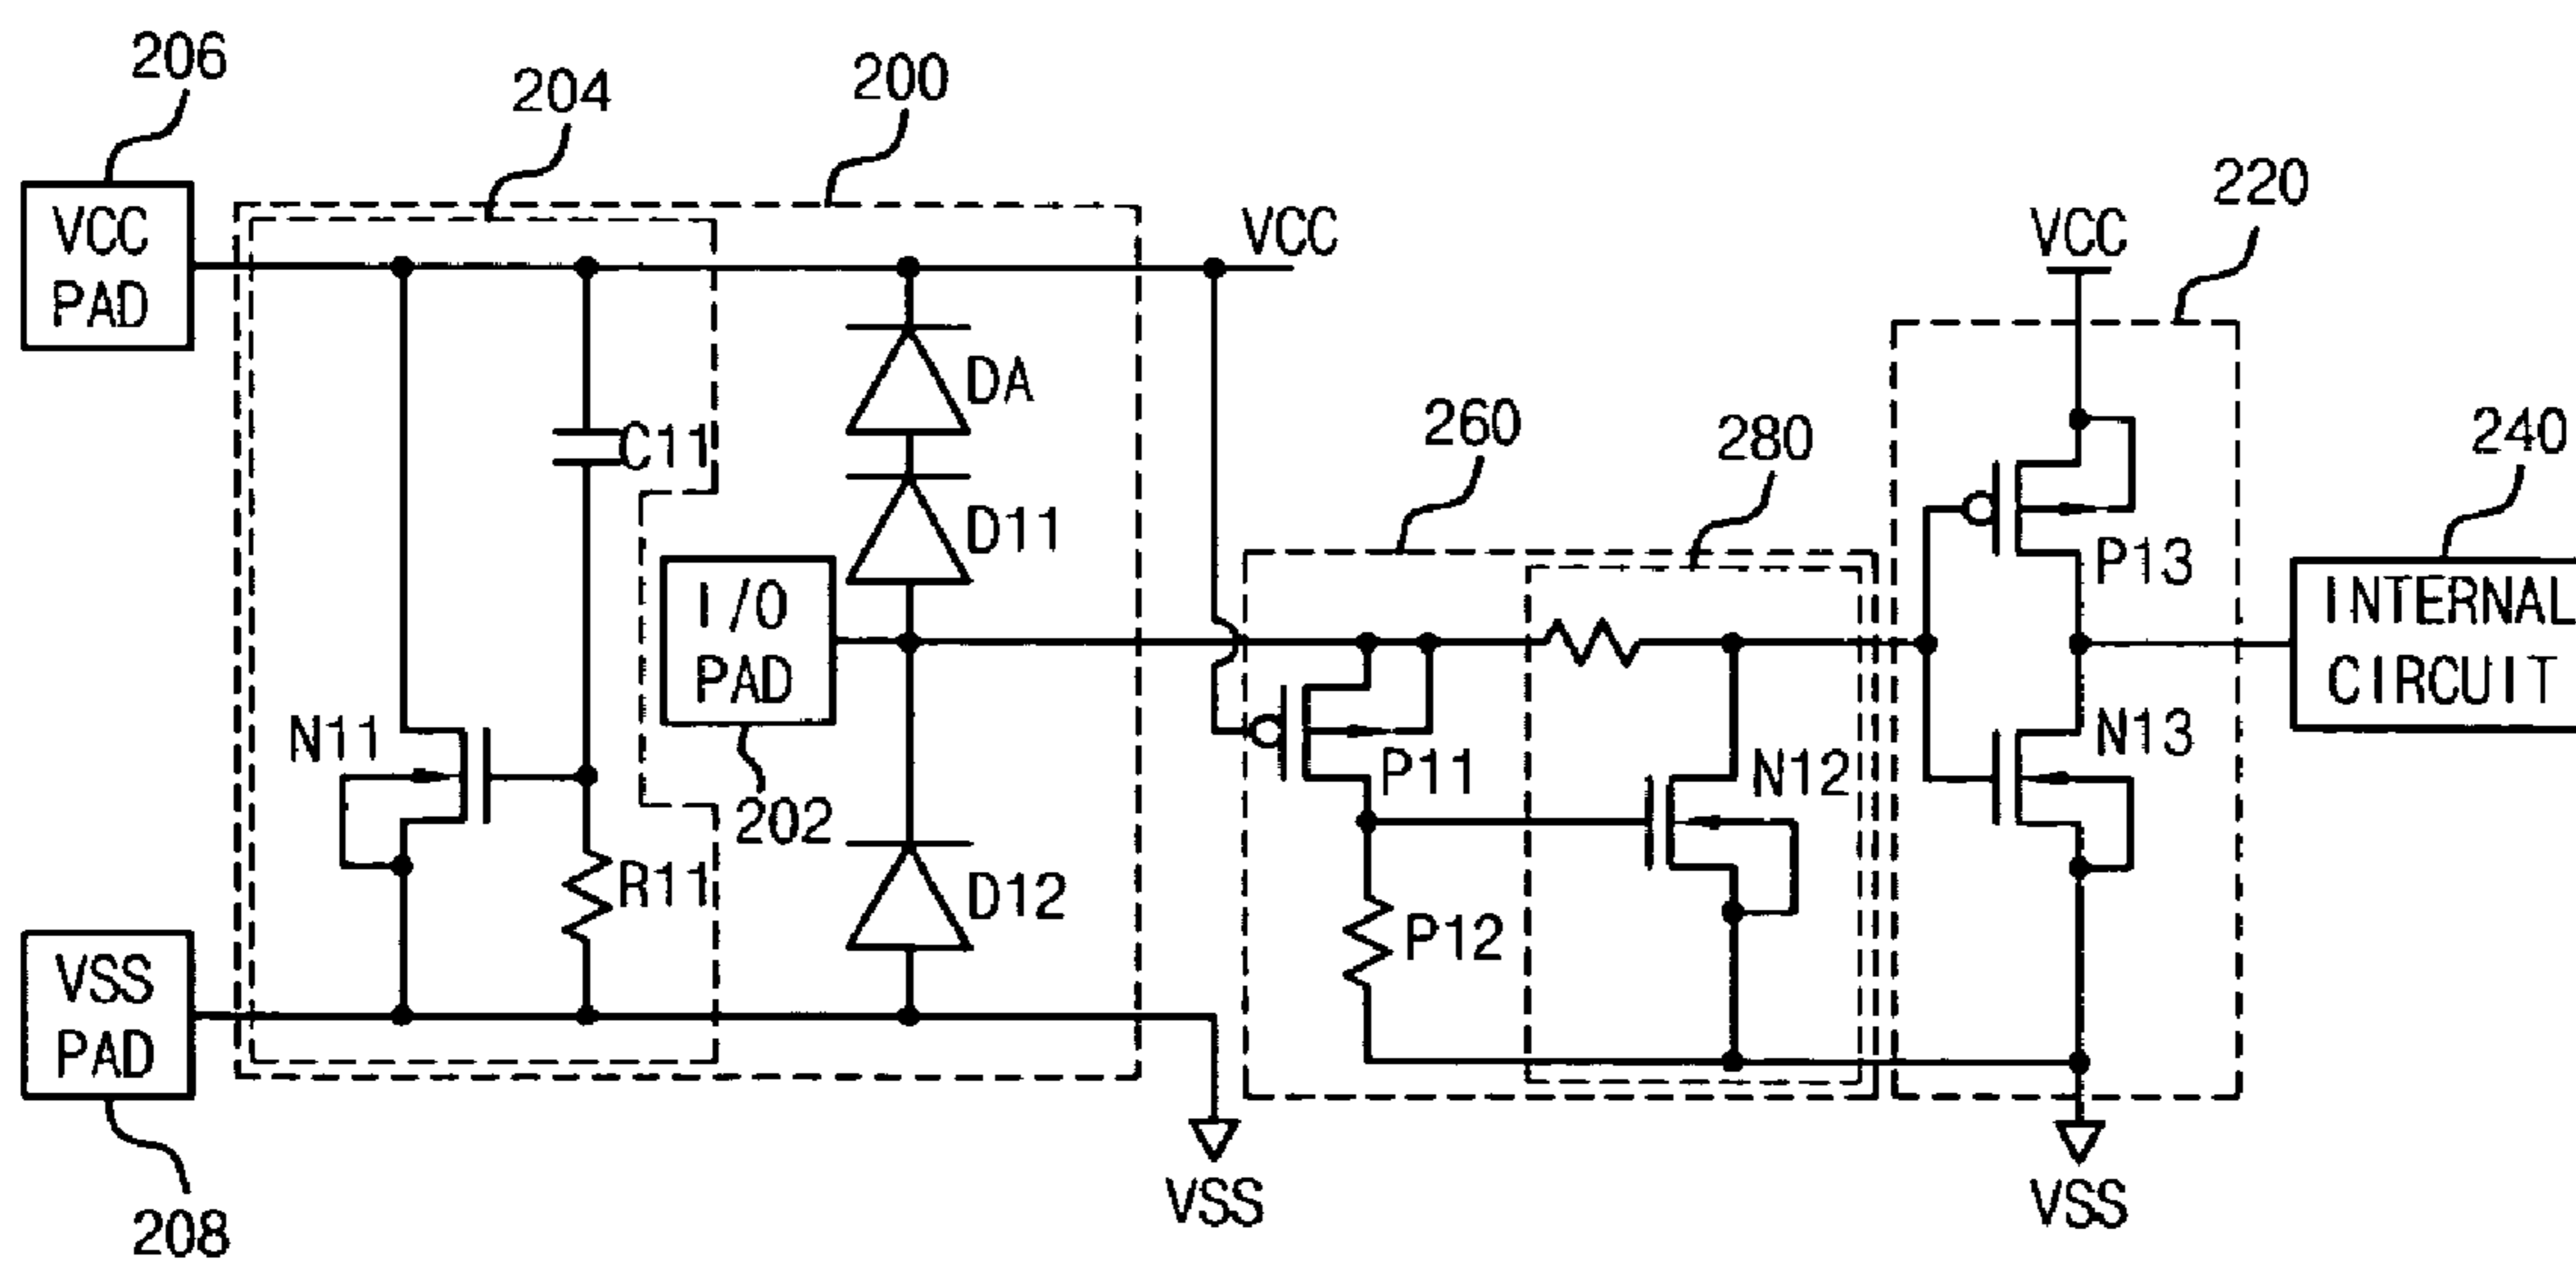 206
204
200
220
VCC
PAD
VCC
VCC
DA
260
280
240
C11
D11
P13
I/O
PAD
INTERNAL
CIRCUIT
N11
P11
N12
N13
202
R11
D12
P12
VSS
PAD
VSS
VSS
208